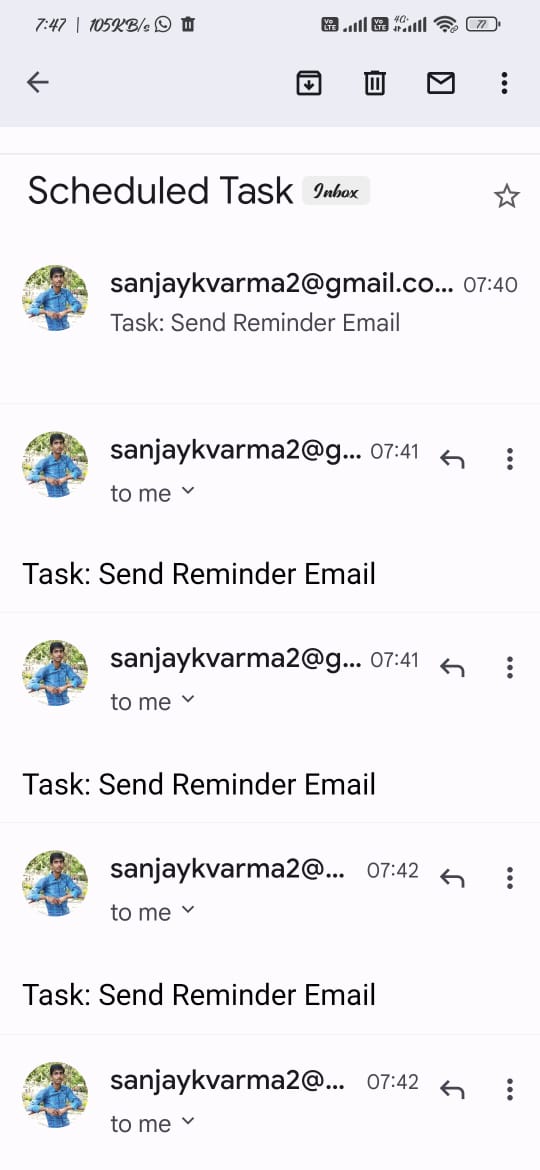 7:47 | 105KB/s
Vo LTE Vo LTE 4G 77
Scheduled Task Inbox
sanjaykvarma2@gmail.co... 07:40
Task: Send Reminder Email
sanjaykvarma2@g... 07:41
to me
Task: Send Reminder Email
sanjaykvarma2@g... 07:41
to me
Task: Send Reminder Email
sanjaykvarma2@... 07:42
to me
Task: Send Reminder Email
sanjaykvarma2@... 07:42
to me